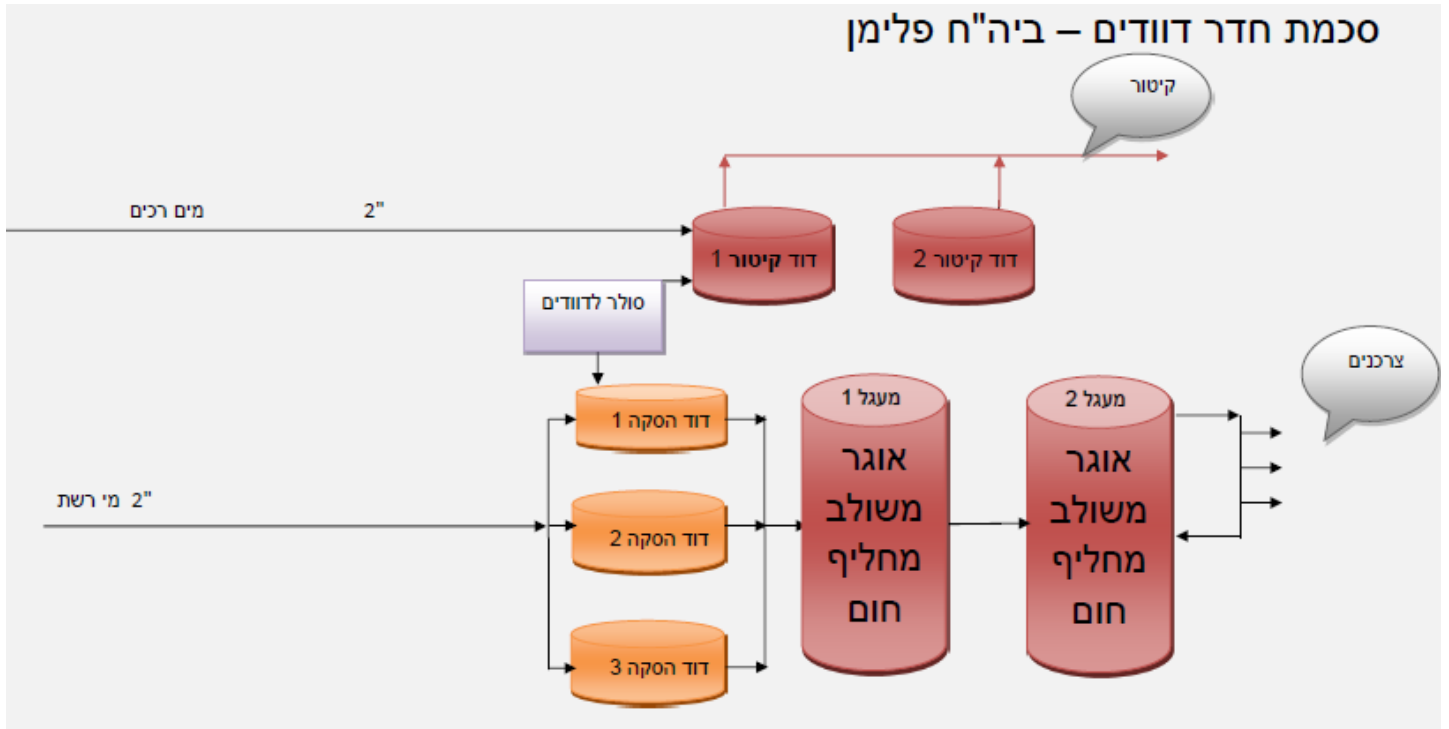 סכמת חדר דוודים – ביה"ח פלימן
קיטור
מים רכים 2"
דוד קיטור 1
דוד קיטור 2
סולר לדוודים
צרכנים
מעגל 1
מעגל 2
דוד הסקה 1
אוגר
משולב
מחליף
חום
אוגר
משולב
מחליף
חום
2" מי רשת
דוד הסקה 2
דוד הסקה 3